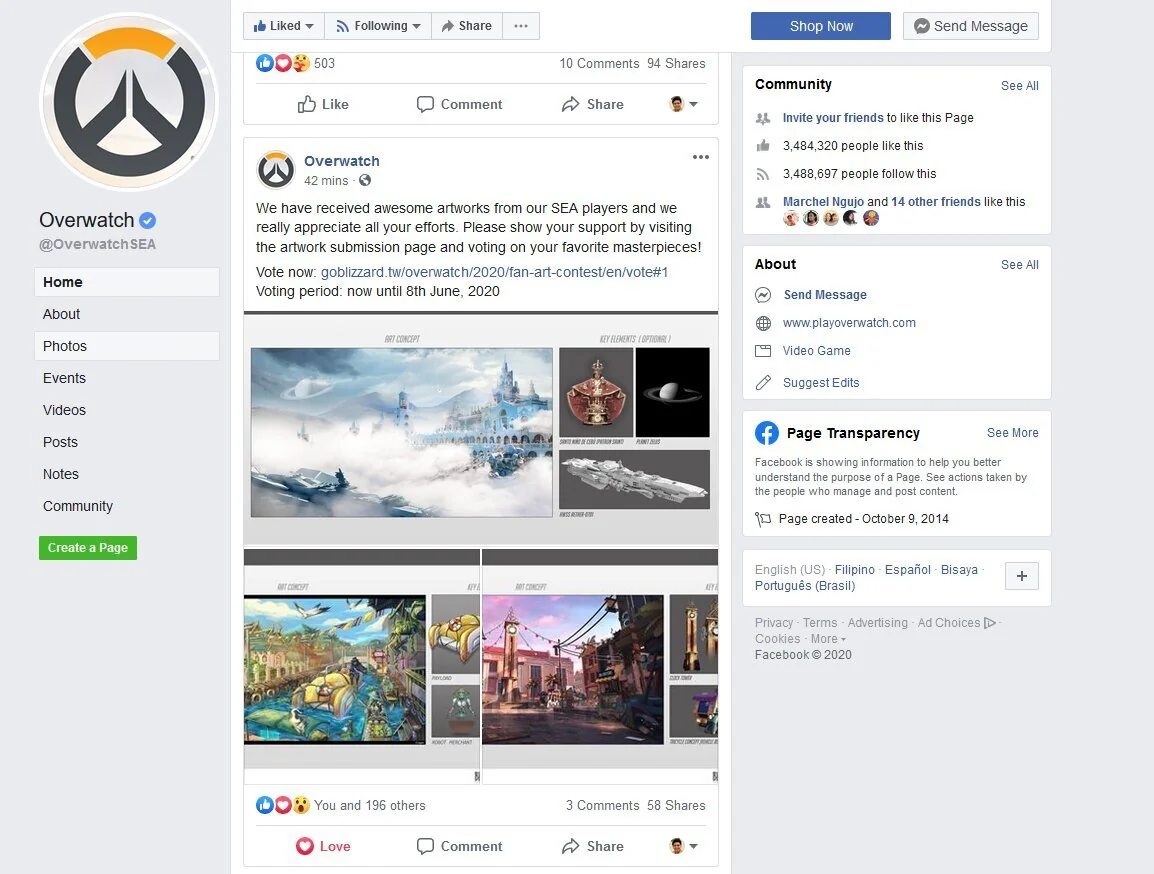 Overwatch
@OverwatchSEA
Home
About
Photos
Events
Videos
Posts
Notes
Community
Create a Page
Liked Following Share
503 10 Comments 94 Shares
Like Comment Share
Overwatch
42 mins ·
We have received awesome artworks from our SEA players and we
really appreciate all your efforts. Please show your support by visiting
the artwork submission page and voting on your favorite masterpieces!
Vote now: goblizzard.tw/overwatch/2020/fan-art-contest/en/vote#1
Voting period: now until 8th June, 2020
ART CONCEPT KEY ELEMENTS (OPTIONAL)
SANTO NINO DE CEBU (PATRON SAINT) PLANET ZEUS
ART CONCEPT KEY E
PAYLOAD
ROBOT MERCHANT
ART CONCEPT KEY E
CLOCK TOWER
You and 196 others 3 Comments 58 Shares
Love Comment Share
Shop Now Send Message
Community See All
Invite your friends to like this Page
3,484,320 people like this
3,488,697 people follow this
Marchel Ngujo and 14 other friends like this
About See All
Send Message
www.playoverwatch.com
Video Game
Suggest Edits
Page Transparency See More
Facebook is showing information to help you better
understand the purpose of a Page. See actions taken by
the people who manage and post content.
Page created - October 9, 2014
English (US) · Filipino · Español · Bisaya ·
Português (Brasil)
Privacy · Terms · Advertising · Ad Choices ·
Cookies · More
Facebook © 2020